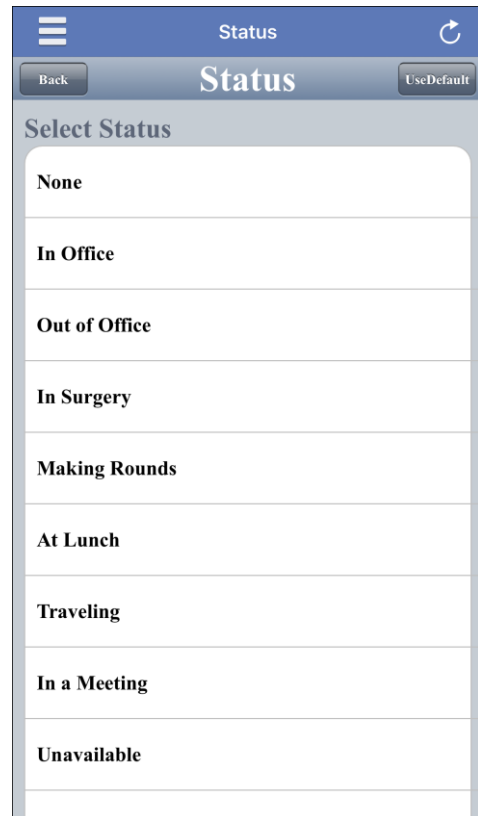 Status
Back
Status
UseDefault
Select Status
None
In Office
Out of Office
In Surgery
Making Rounds
At Lunch
Traveling
In a Meeting
Unavailable